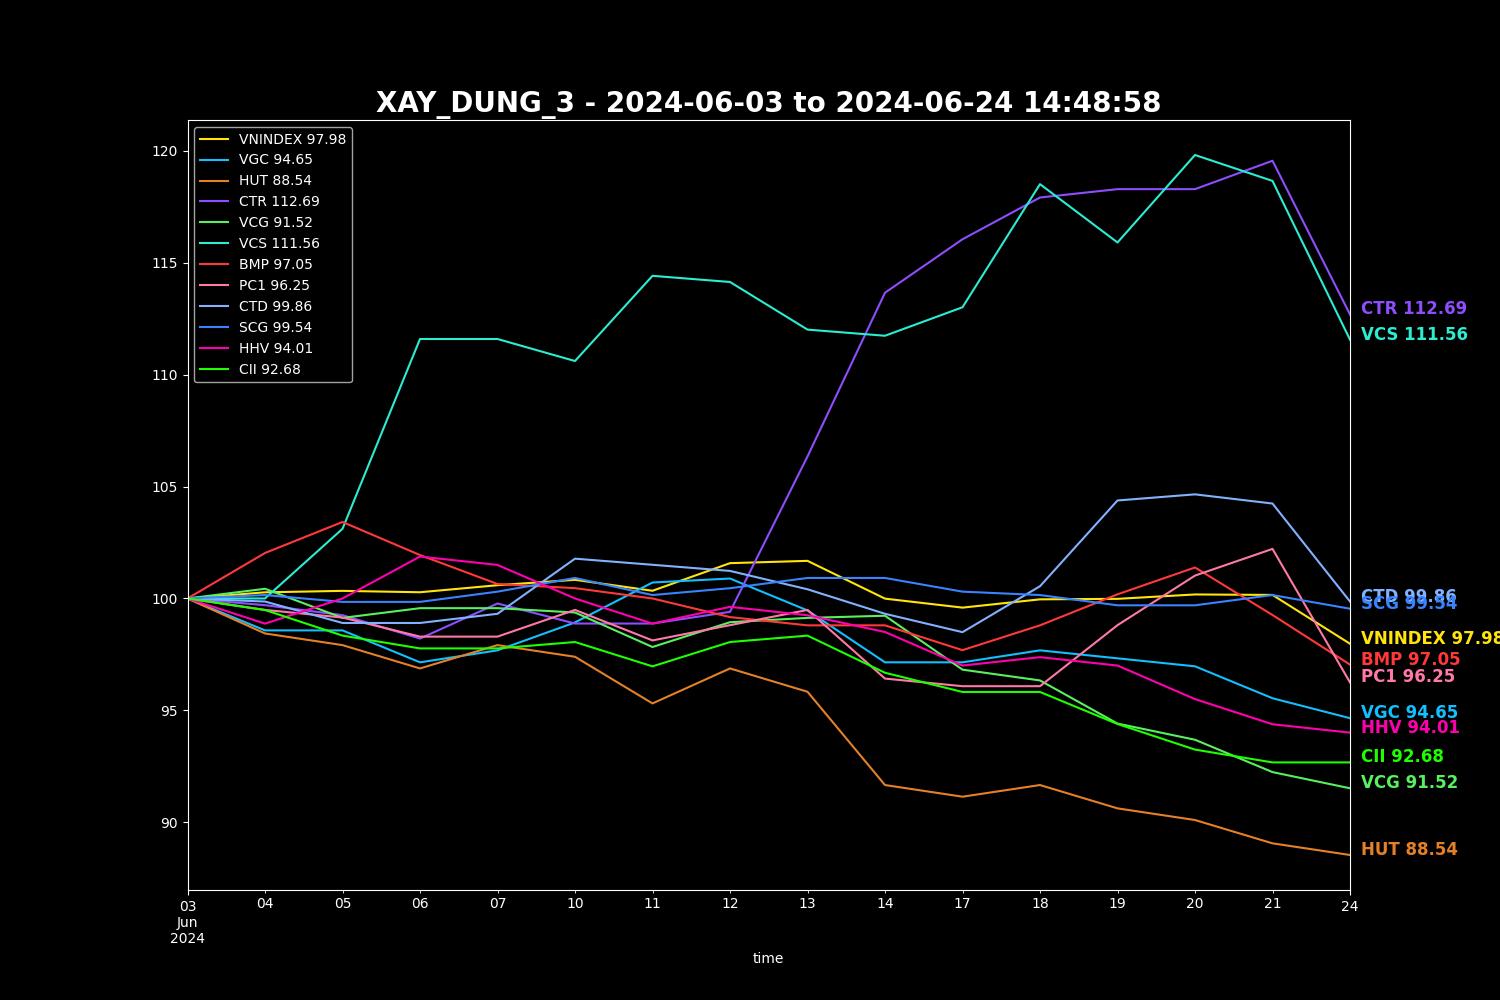 XAY_DUNG_3 - 2024-06-03 to 2024-06-24 14:48:58
VNINDEX 97.98
VGC 94.65
HUT 88.54
CTR 112.69
VCG 91.52
VCS 111.56
BMP 97.05
PC1 96.25
CTD 99.86
SCG 99.54
HHV 94.01
CII 92.68
120
115
110
105
100
95
90
CTR 112.69
VCS 111.56
CTD 99.86
SCG 99.54
VNINDEX 97.98
BMP 97.05
PC1 96.25
VGC 94.65
HHV 94.01
CII 92.68
VCG 91.52
HUT 88.54
03 04 05 06 07 10 11 12 13 14 17 18 19 20 21 24
Jun
2024
time